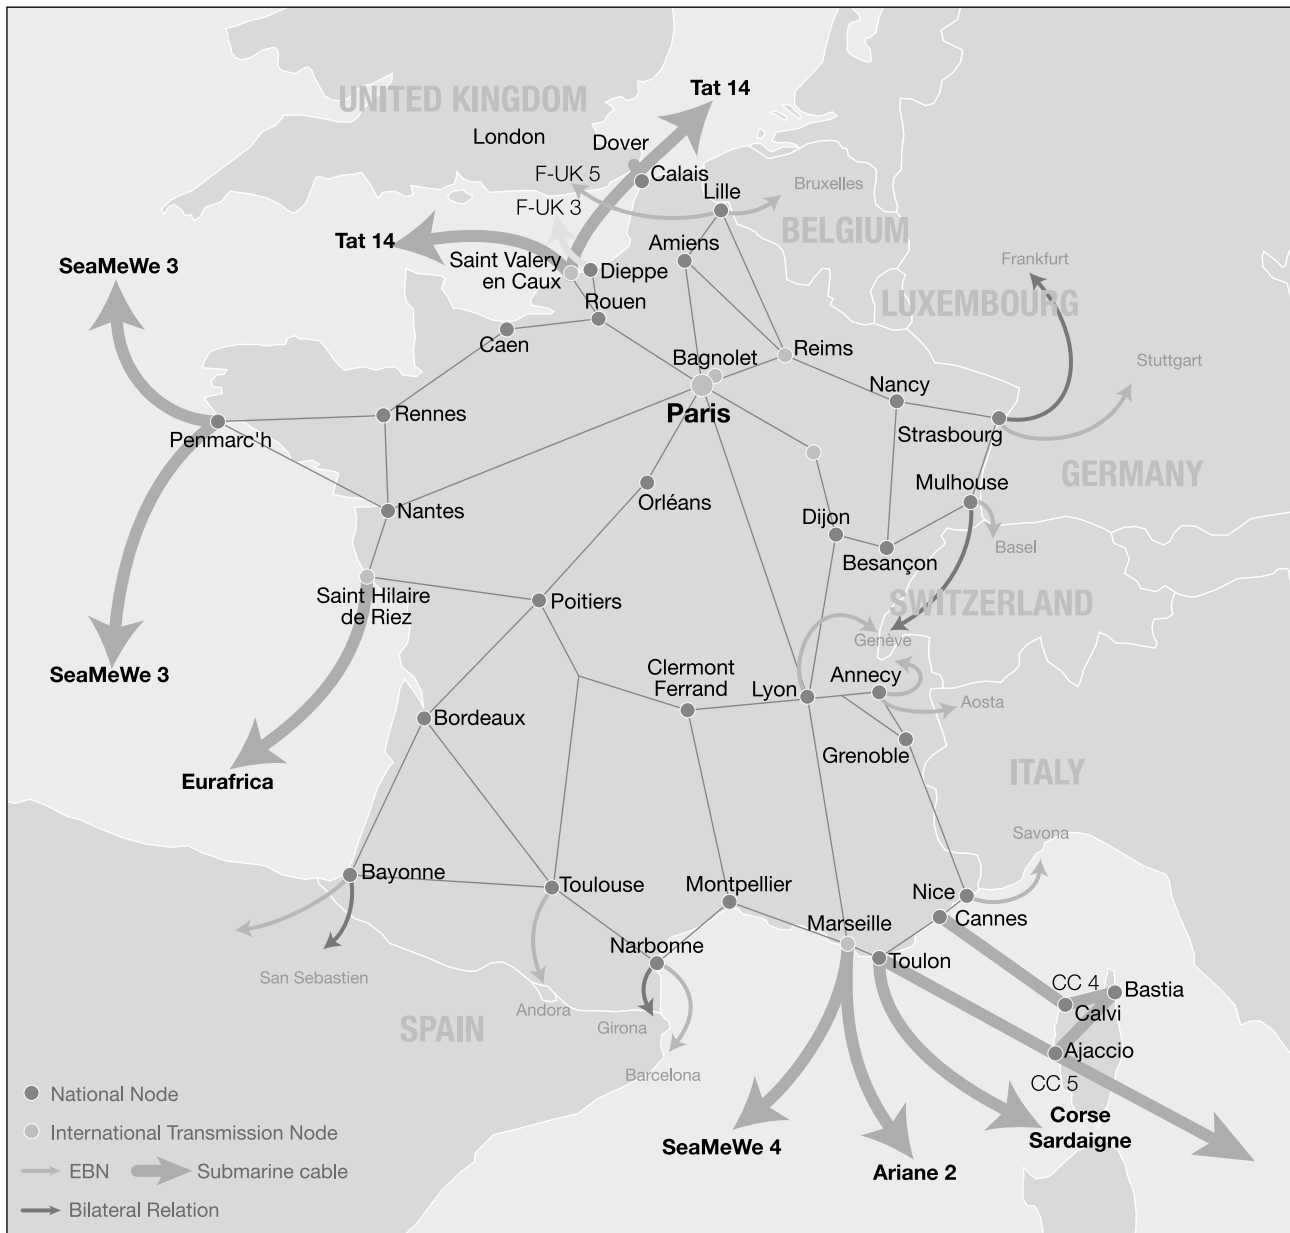 Tat 14
UNITED KINGDOM
London
Dover
F-UK 5
Calais
Bruxelles
Lille
F-UK 3
BELGIUM
Tat 14
Amiens
Saint Valery
en Caux
SeaMeWe 3
Dieppe
Frankfurt
Rouen
LUXEMBOURG
Caen
Bagnolet
Reims
Stuttgart
Nancy
Paris
Rennes
Penmarc'h
Strasbourg
GERMANY
Mulhouse
Orléans
Nantes
Dijon
Basel
Besançon
Saint Hilaire
de Riez
Poitiers
SWITZERLAND
Genève
SeaMeWe 3
Clermont
Ferrand
Lyon
Annecy
Aosta
Bordeaux
Grenoble
Eurafrica
ITALY
Savona
Bayonne
Toulouse
Montpellier
Nice
Cannes
Marseille
Narbonne
Toulon
San Sebastien
CC 4
Bastia
Calvi
Andora
Girona
SPAIN
Ajaccio
Barcelona
CC 5
National Node
Corse
Sardaigne
International Transmission Node
SeaMeWe 4
EBN
Submarine cable
Ariane 2
Bilateral Relation